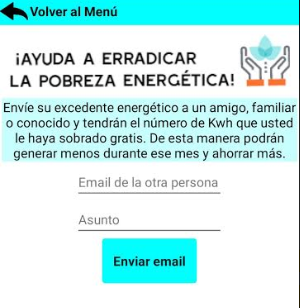 Volver al Menú
¡AYUDA A ERRADICAR
LA POBREZA ENERGÉTICA!
Envíe su excedente energético a un amigo, familiar
o conocido y tendrán el número de Kwh que usted
le haya sobrado gratis. De esta manera podrán
generar menos durante ese mes y ahorrar más.
Email de la otra persona
Asunto
Enviar email